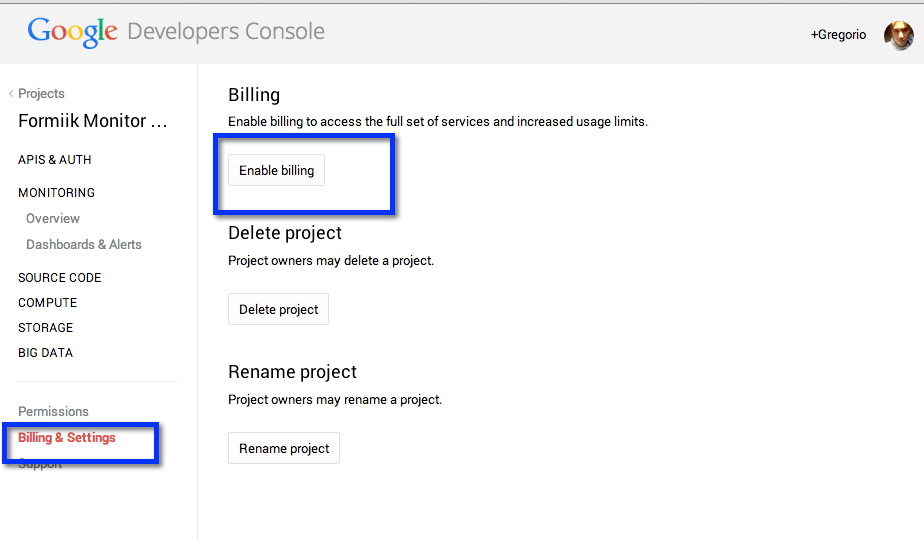 Google Developers Console
+Gregorio
< Projects
Formiik Monitor ...
APIS & AUTH
MONITORING
Overview
Dashboards & Alerts
SOURCE CODE
COMPUTE
STORAGE
BIG DATA
Permissions
Billing & Settings
Support
Billing
Enable billing to access the full set of services and increased usage limits.
Enable billing
Delete project
Project owners may delete a project.
Delete project
Rename project
Project owners may rename a project.
Rename project